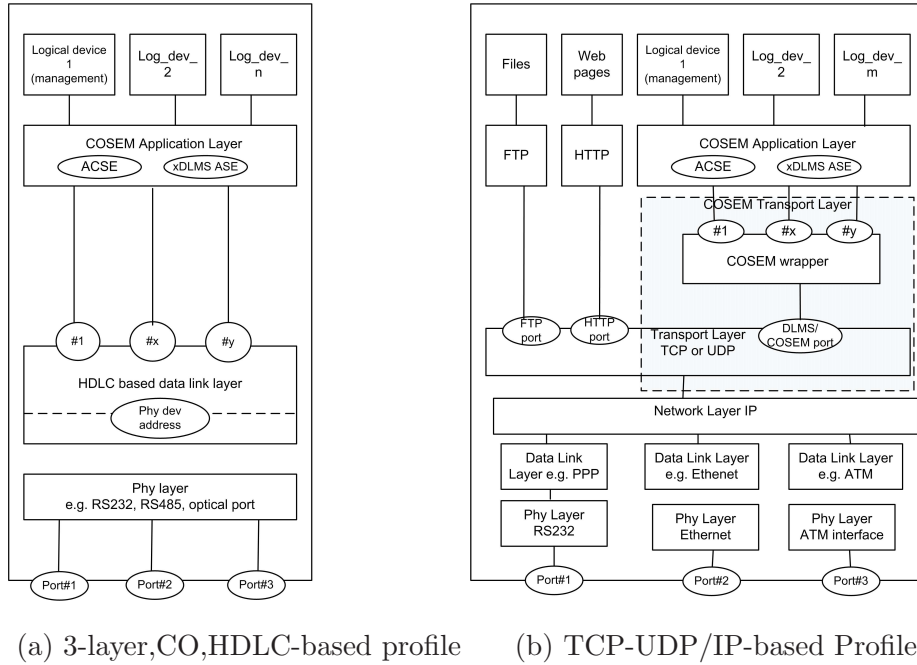 Logical device
1
(management)
Log_dev_
2
Log_dev_
n
COSEM Application Layer
ACSE
xDLMS ASE
#1
#x
#y
HDLC based data link layer
Phy dev
address
Phy layer
e.g. RS232, RS485, optical port
Port#1
Port#2
Port#3
(a) 3-layer,CO,HDLC-based profile
Files
Web
pages
Logical device
1
(management)
Log_dev_
2
Log_dev_
m
FTP
HTTP
COSEM Application Layer
ACSE
xDLMS ASE
COSEM Transport Layer
#1
#x
#y
COSEM wrapper
FTP
port
HTTP
port
Transport Layer
TCP or UDP
DLMS/
COSEM port
Network Layer IP
Data Link
Layer e.g. PPP
Data Link Layer
e.g. Ethenet
Data Link Layer
e.g. ATM
Phy Layer
RS232
Phy Layer
Ethernet
Phy Layer
ATM interface
Port#1
Port#2
Port#3
(b) TCP-UDP/IP-based Profile